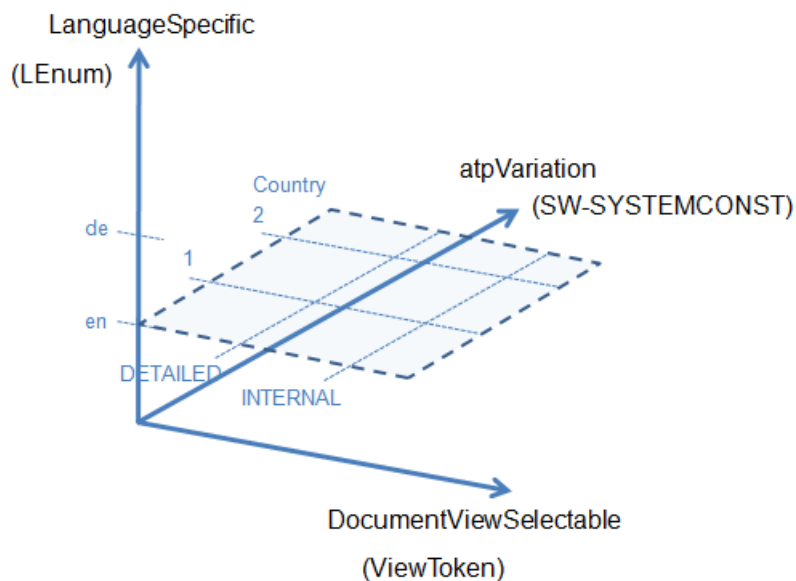 LanguageSpecific
(LEnum)
atpVariation
(SW-SYSTEMCONST)
Country
2
de
1
en
DETAILED
INTERNAL
DocumentViewSelectable
(ViewToken)